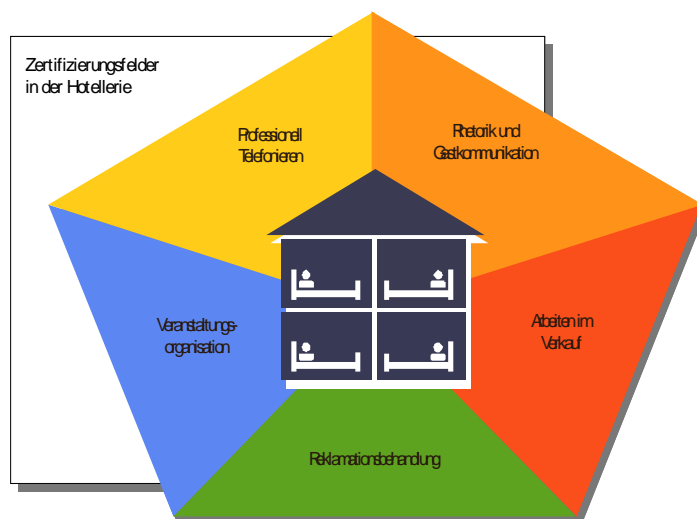 Zertifizierungsfelder
in der Hotellerie
Professionell
Telefonieren
Rhetorik und
Gastkommunikation
Veranstaltungs-
organisation
Arbeiten im
Verkauf
Reklamationsbehandlung